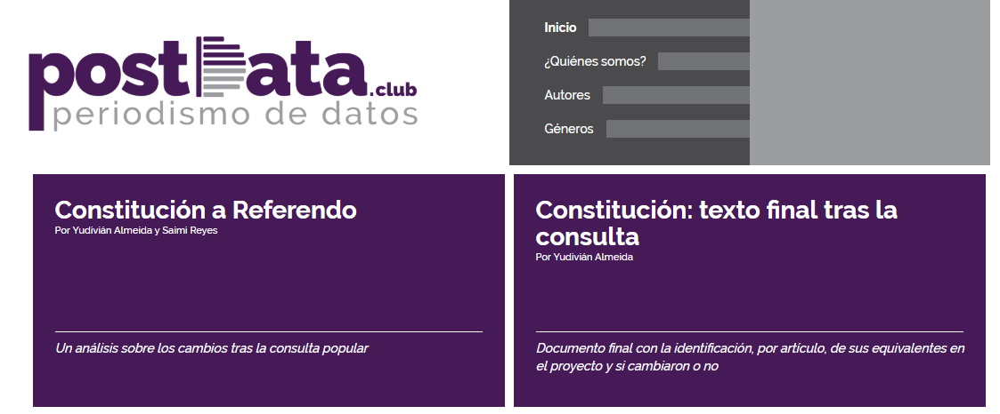 postData.club
periodismo de datos
Inicio
¿Quiénes somos?
Autores
Géneros
Constitución a Referendo
Por Yudivián Almeida y Saimi Reyes
Un análisis sobre los cambios tras la consulta popular
Constitución: texto final tras la
consulta
Por Yudivián Almeida
Documento final con la identificación, por artículo, de sus equivalentes en
el proyecto y si cambiaron o no